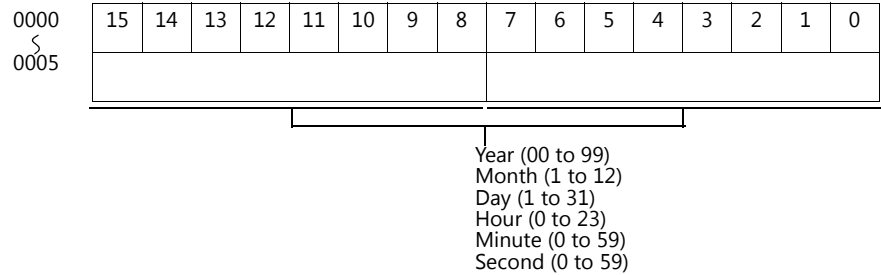 0000 15 14 13 12 11 10 9 8 7 6 5 4 3 2 1 0
0005
Year (00 to 99)
Month (1 to 12)
Day (1 to 31)
Hour (0 to 23)
Minute (0 to 59)
Second (0 to 59)